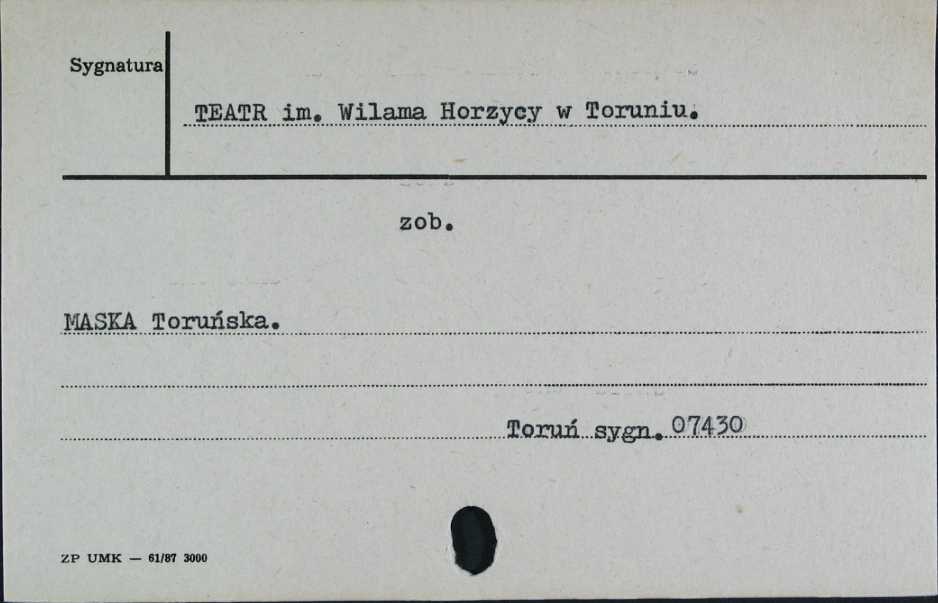 Sygnatura
TEATR im. Wilama Horzycy w Toruniu.
zob.
MASKA Toruńska.
Toruń sygn. 07430
ZP UMK — 61/87 3000